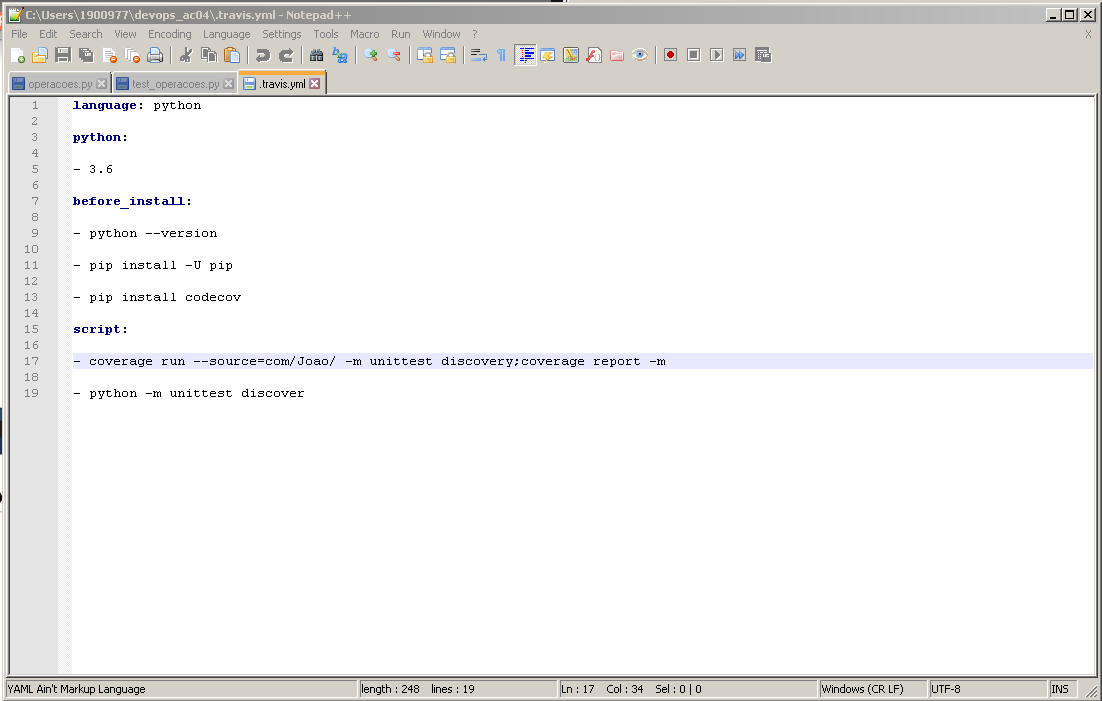 C:\Users\1900977\devops_ac04\.travis.yml - Notepad++
File Edit Search View Encoding Language Settings Tools Macro Run Window ? X
operacoes.py test_operacoes.py .travis.yml
1 language: python
2
3 python:
4
5 - 3.6
6
7 before_install:
8
9 - python --version
10
11 - pip install -U pip
12
13 - pip install codecov
14
15 script:
16
17 - coverage run --source=com/Joao/ -m unittest discovery;coverage report -m
18
19 - python -m unittest discover
YAML Ain't Markup Language length : 248 lines : 19 Ln : 17 Col : 34 Sel : 0 | 0 Windows (CR LF) UTF-8 INS